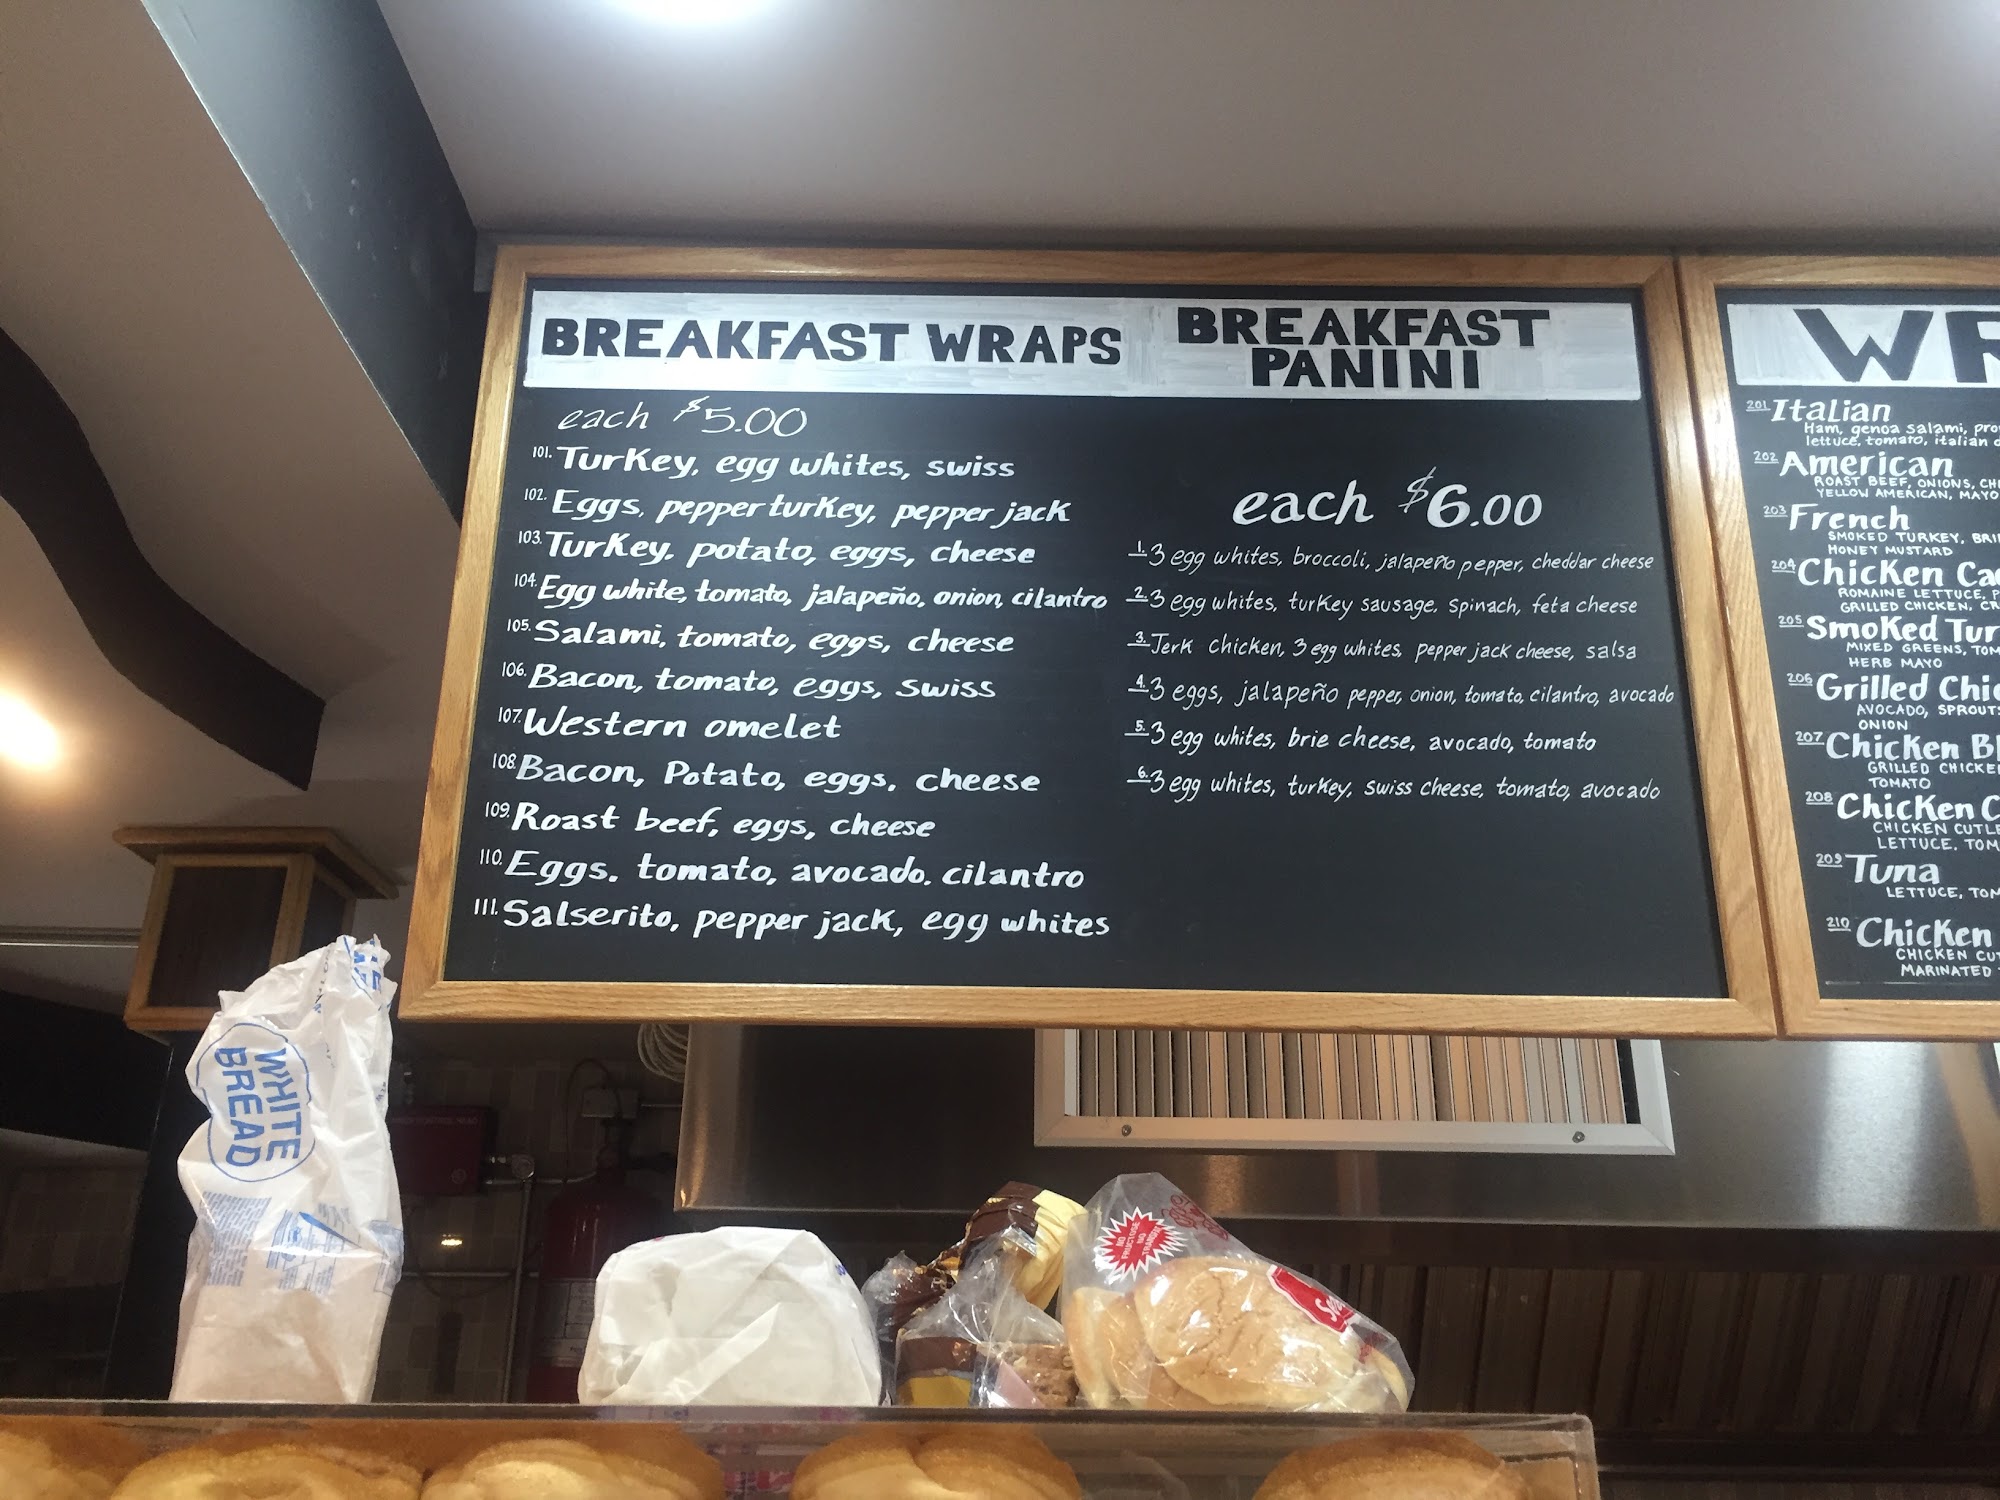 BREAKFAST WRAPS
each $5.00
101. Turkey, egg whites, swiss
102. Eggs, pepper turkey, pepper jack
103. Turkey, potato, eggs, cheese
104. Egg white, tomato, jalapeño, onion, cilantro
105. Salami, tomato, eggs, cheese
106. Bacon, tomato, eggs, swiss
107. Western omelet
108. Bacon, Potato, eggs, cheese
109. Roast beef, eggs, cheese
110. Eggs, tomato, avocado, cilantro
111. Salserito, pepper jack, egg whites
BREAKFAST
PANINI
each $6.00
1. 3 egg whites, broccoli, jalapeño pepper, cheddar cheese
2. 3 egg whites, turkey sausage, spinach, feta cheese
3. Jerk chicken, 3 egg whites, pepper jack cheese, salsa
4. 3 eggs, jalapeño pepper, onion, tomato, cilantro, avocado
5. 3 egg whites, brie cheese, avocado, tomato
6. 3 egg whites, turkey, swiss cheese, tomato, avocado
201 Italian
Ham, genoa salami,
lettuce, tomato, italian
202 American
ROAST BEEF, ONIONS,
YELLOW AMERICAN, MAYO
203 French
SMOKED TURKEY,
HONEY MUSTARD
204 Chicken
ROMAINE LETTUCE,
GRILLED CHICKEN,
205 Smoked
MIXED GREENS,
HERB MAYO
206 Grilled
AVOCADO, SPROUTS
ONION
207 Chicken
GRILLED
TOMATO
208 Chicken
CHICKEN
LETTUCE,
209 Tuna
LETTUCE,
210 Chicken
CHICKEN
MARINATED
WHITE
BREAD
NO
FRUCTOSE
NO